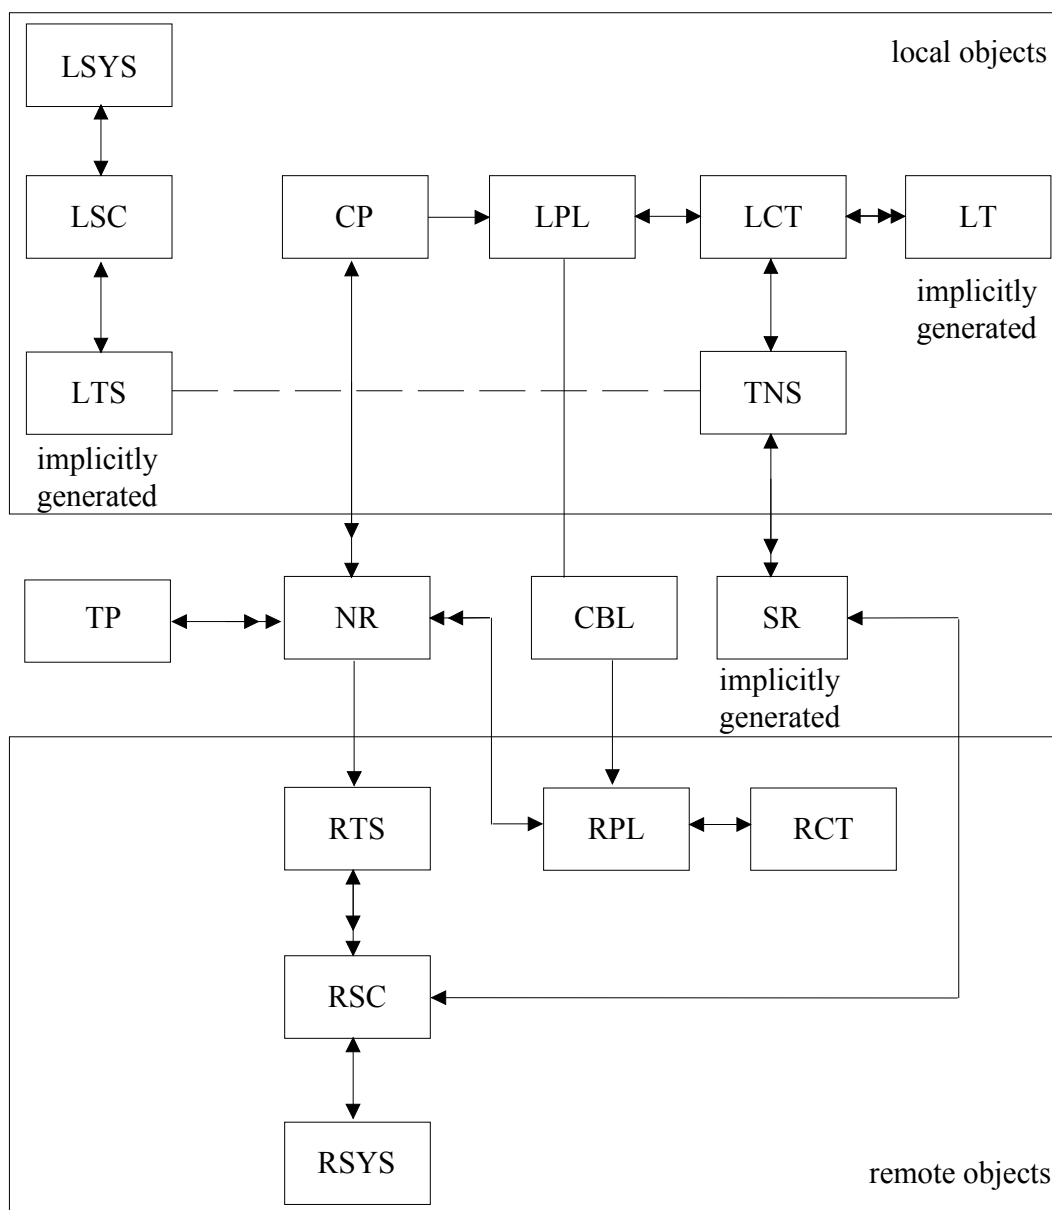 local objects
LSYS
LSC
CP
LPL
LCT
LT
implicitly
generated
LTS
TNS
implicitly
generated
TP
NR
CBL
SR
implicitly
generated
RTS
RPL
RCT
RSC
RSYS
remote objects